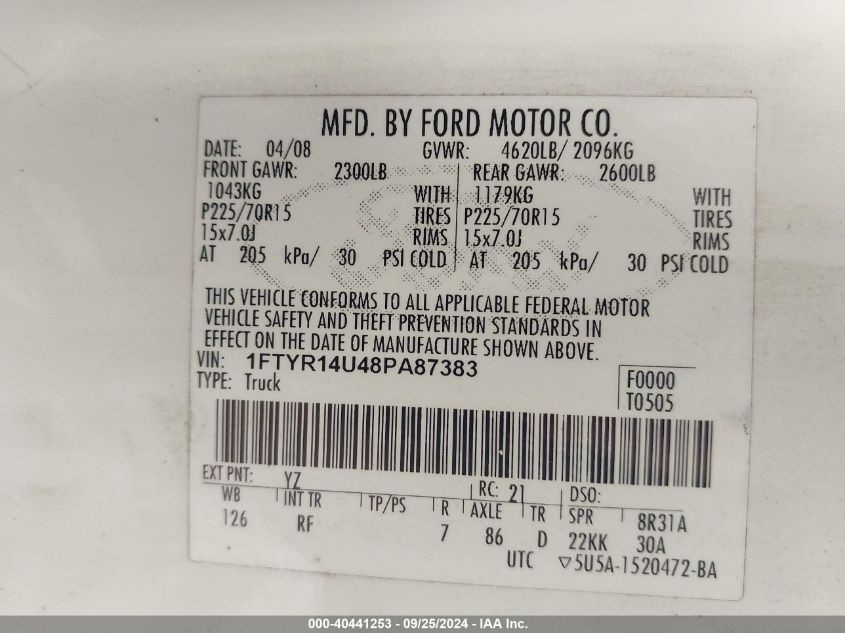 MFD. BY FORD MOTOR CO.
DATE: 04/08 GVWR: 4620LB/ 2096KG
FRONT GAWR: 2300LB REAR GAWR: 2600LB
1043KG WITH 1179KG WITH
P225/70R15 TIRES P225/70R15 TIRES
15x7.0J RIMS 15x7.0J RIMS
AT 205 kPa/ 30 PSI COLD AT 205 kPa/ 30 PSI COLD
THIS VEHICLE CONFORMS TO ALL APPLICABLE FEDERAL MOTOR
VEHICLE SAFETY AND THEFT PREVENTION STANDARDS IN
EFFECT ON THE DATE OF MANUFACTURE SHOWN ABOVE.
VIN: 1FTYR14U48PA87383
TYPE: Truck F0000
T0505
EXT PNT: YZ RC: 21 DSO:
WB INT TR TP/PS R AXLE TR SPR 8R31A
126 RF 7 86 D 22KK 30A
UTC ▽5U5A-1520472-BA
000-40441253 - 09/25/2024 - IAA Inc.